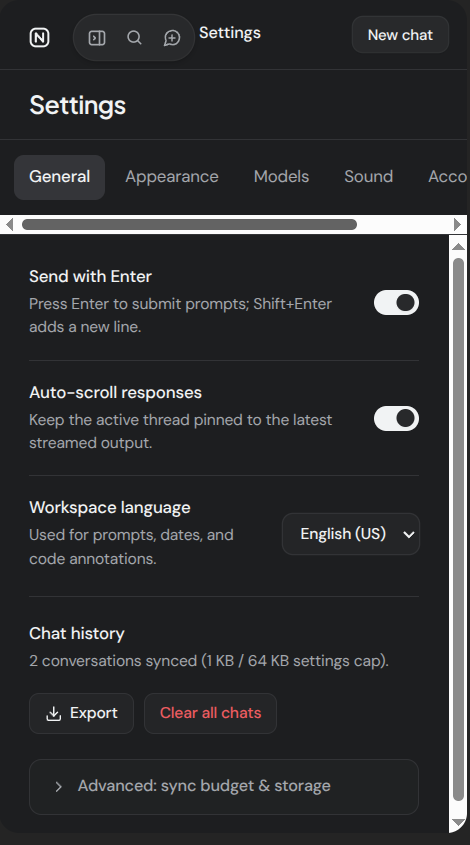 N
Settings
New chat
Settings
General Appearance Models Sound Acco
Send with Enter
Press Enter to submit prompts; Shift+Enter
adds a new line.
Auto-scroll responses
Keep the active thread pinned to the latest
streamed output.
Workspace language
Used for prompts, dates, and
code annotations.
English (US)
Chat history
2 conversations synced (1 KB / 64 KB settings cap).
Export
Clear all chats
Advanced: sync budget & storage